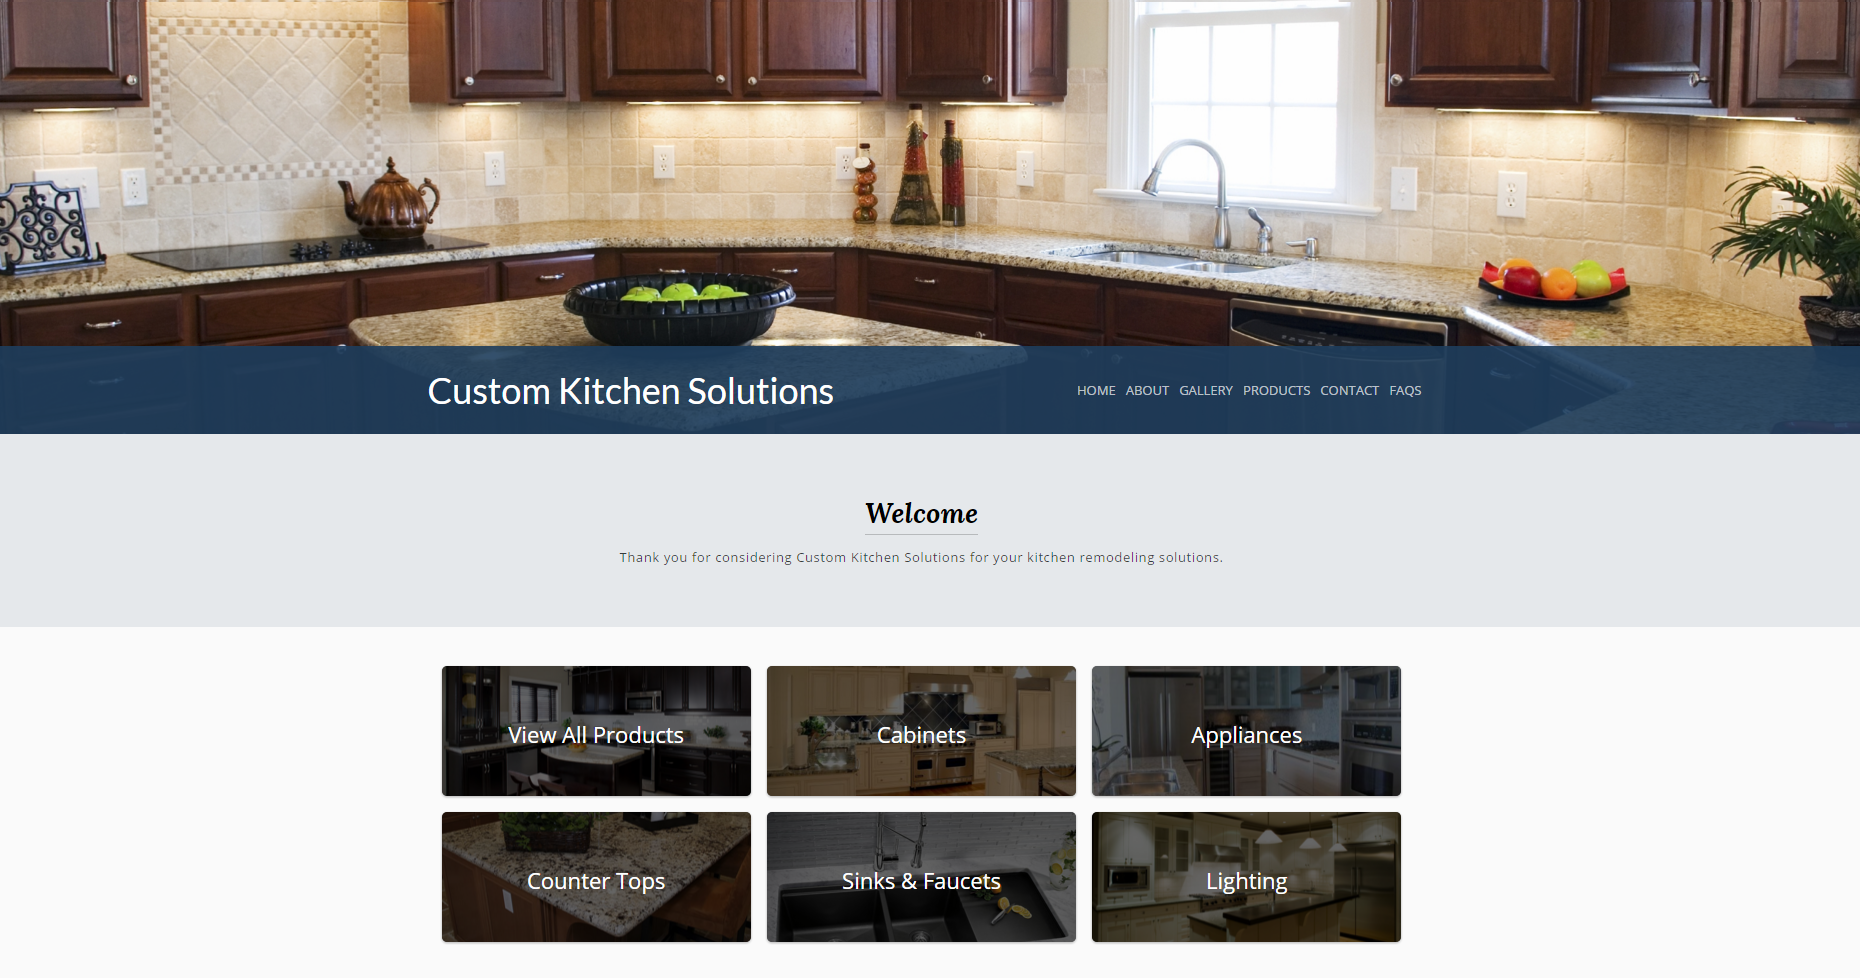 Custom Kitchen Solutions
HOME ABOUT GALLERY PRODUCTS CONTACT FAQS
Welcome
Thank you for considering Custom Kitchen Solutions for your kitchen remodeling solutions.
View All Products
Cabinets
Appliances
Counter Tops
Sinks & Faucets
Lighting